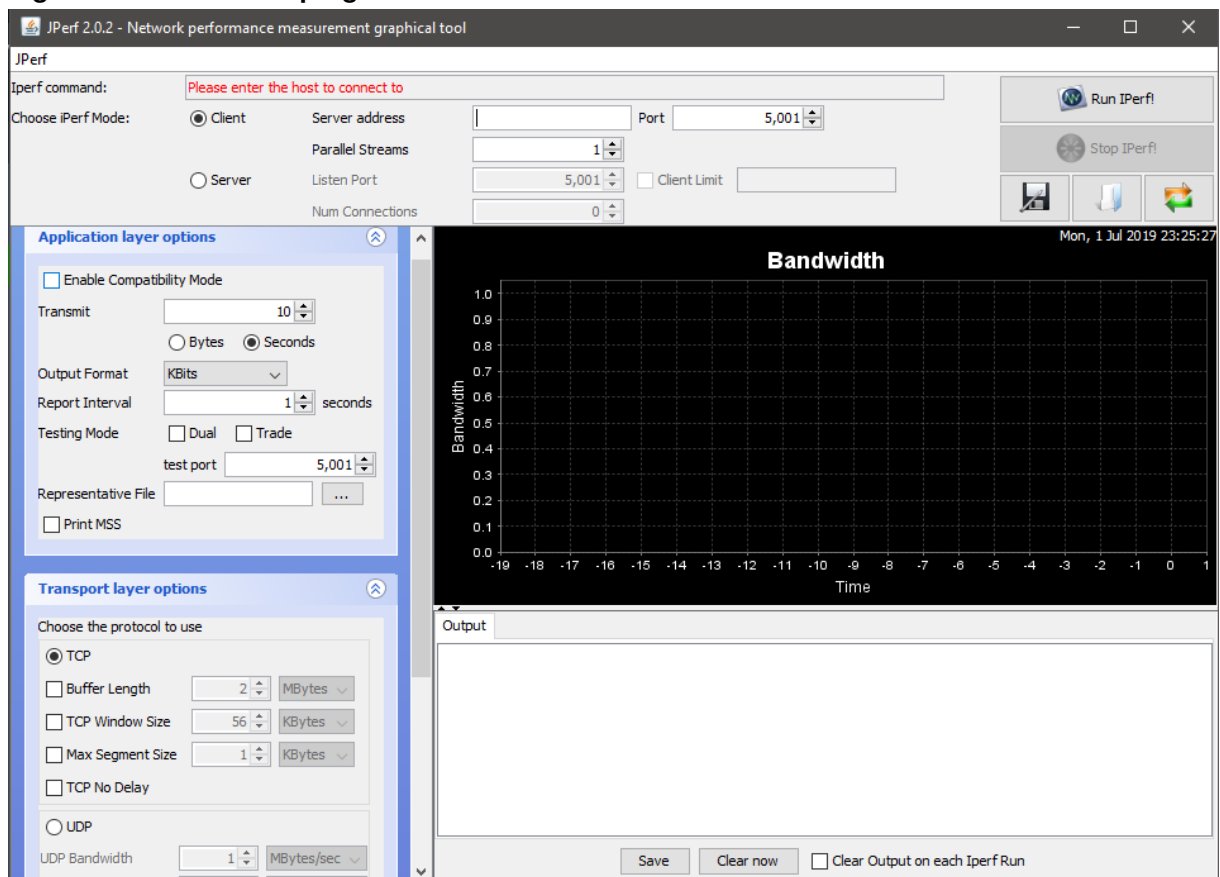 JPerf 2.0.2 - Network performance measurement graphical tool
JPerf
Iperf command: Please enter the host to connect to
Run IPerf!
Choose iPerf Mode: Client Server address Port 5,001
Parallel Streams 1
Stop IPerf!
Server Listen Port 5,001 Client Limit
Num Connections 0
Application layer options
Enable Compatibility Mode
Transmit 10
Bytes Seconds
Output Format KBits
Report Interval 1 seconds
Testing Mode Dual Trade
test port 5,001
Representative File ...
Print MSS
Transport layer options
Choose the protocol to use
TCP
Buffer Length 2 MBytes
TCP Window Size 56 KBytes
Max Segment Size 1 KBytes
TCP No Delay
UDP
UDP Bandwidth 1 MBytes/sec
Mon, 1 Jul 2019 23:25:27
Bandwidth
Bandwidth
1.0
0.9
0.8
0.7
0.6
0.5
0.4
0.3
0.2
0.1
0.0
-19 -18 -17 -16 -15 -14 -13 -12 -11 -10 -9 -8 -7 -6 -5 -4 -3 -2 -1 0 1
Time
Output
Save Clear now Clear Output on each Iperf Run